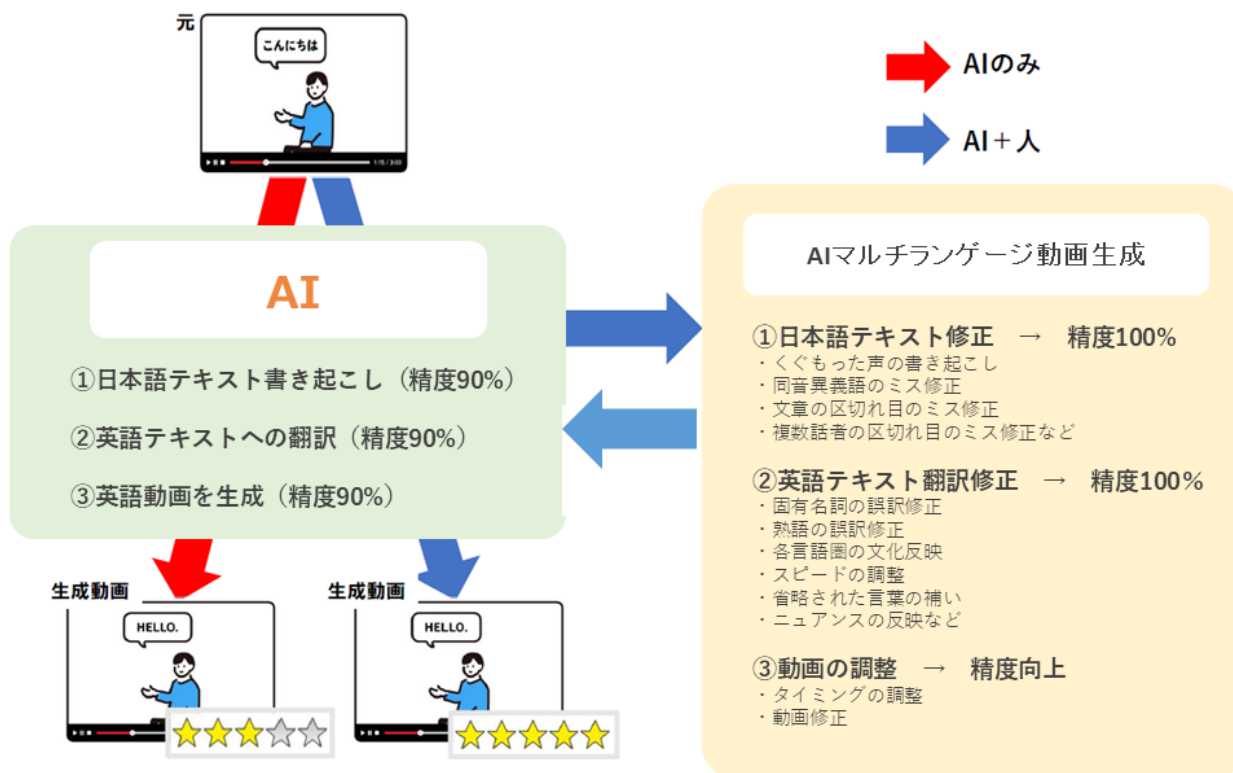 元
こんにちは
1:15 / 3:00
AIのみ
AI＋人
AI
①日本語テキスト書き起こし（精度90%）
②英語テキストへの翻訳（精度90%）
③英語動画を生成（精度90%）
AIマルチランゲージ動画生成
①日本語テキスト修正　→　精度100%
・くぐもった声の書き起こし
・同音異義語のミス修正
・文章の区切れ目のミス修正
・複数話者の区切れ目のミス修正など
②英語テキスト翻訳修正　→　精度100%
・固有名詞の誤訳修正
・熟語の誤訳修正
・各言語圏の文化反映
・スピードの調整
・省略された言葉の補い
・ニュアンスの反映など
③動画の調整　→　精度向上
・タイミングの調整
・動画修正
生成動画
HELLO.
生成動画
HELLO.